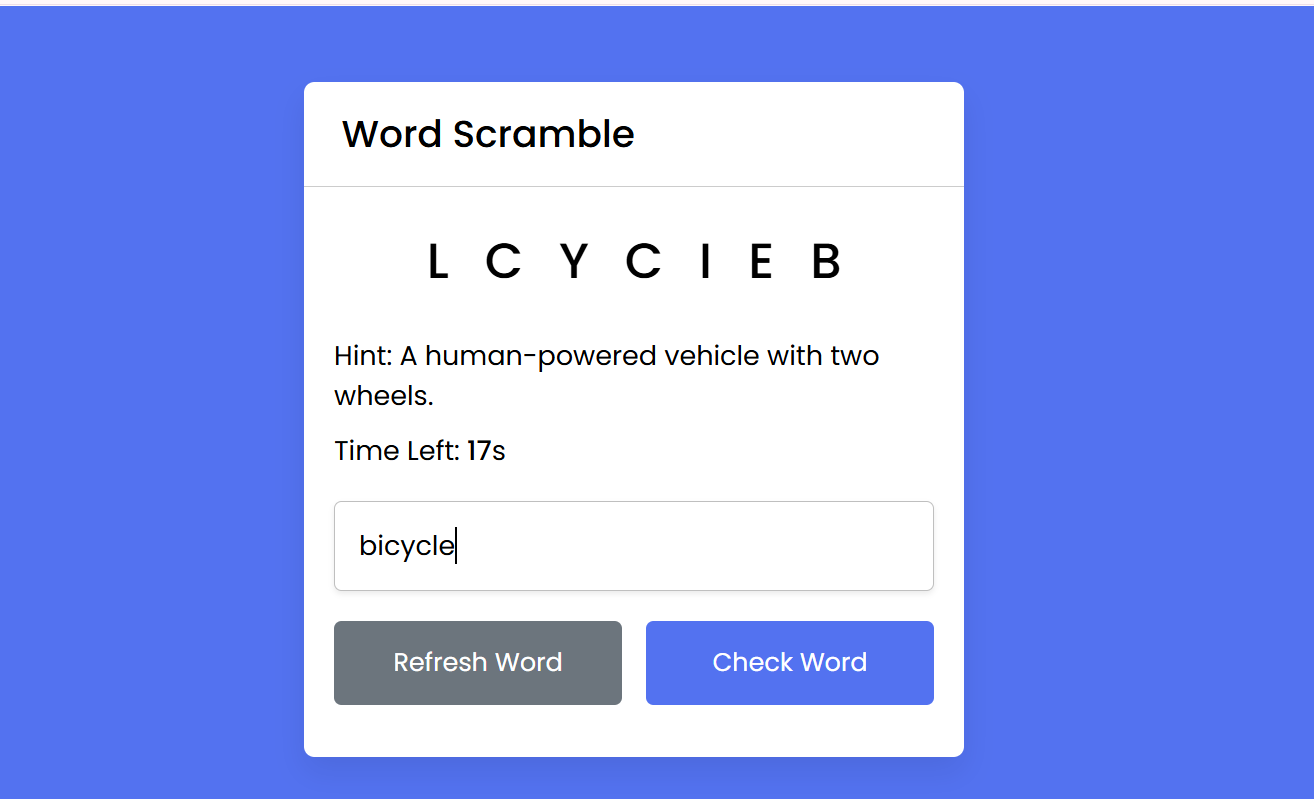 Word Scramble
L C Y C I E B
Hint: A human-powered vehicle with two
wheels.
Time Left: 17s
bicycle
Refresh Word
Check Word